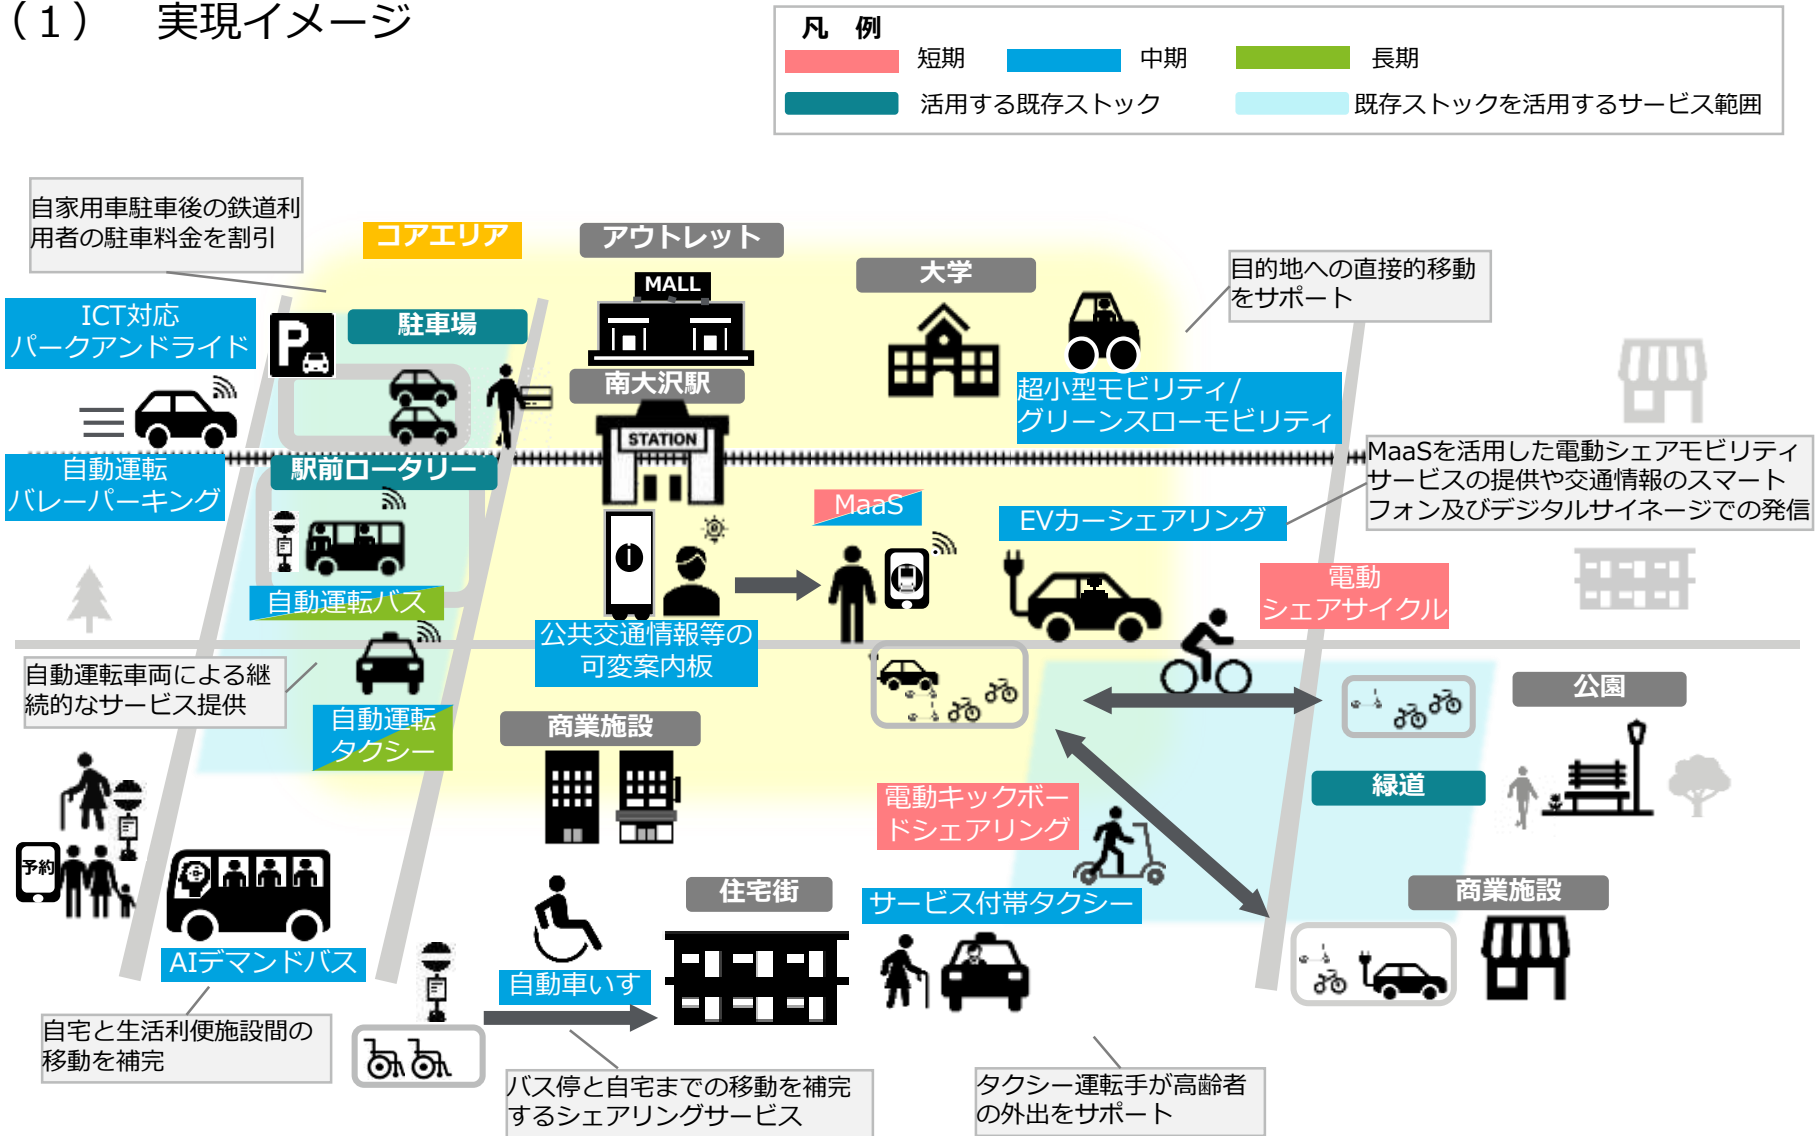 （１）　実現イメージ
凡　例
短期
中期
長期
活用する既存ストック
既存ストックを活用するサービス範囲
自家用車駐車後の鉄道利
用者の駐車料金を割引
コアエリア
アウトレット
MALL
大学
目的地への直接的移動
をサポート
ICT対応
パークアンドライド
P
駐車場
南大沢駅
STATION
超小型モビリティ/
グリーンスローモビリティ
自動運転
バレーパーキング
駅前ロータリー
MaaSを活用した電動シェアモビリティ
サービスの提供や交通情報のスマート
フォン及びデジタルサイネージでの発信
MaaS
EVカーシェアリング
電動
シェアサイクル
自動運転バス
公共交通情報等の
可変案内板
自動運転車両による継
続的なサービス提供
自動運転
タクシー
商業施設
公園
緑道
電動キックボー
ドシェアリング
予約
住宅街
サービス付帯タクシー
商業施設
AIデマンドバス
自動車いす
自宅と生活利便施設間の
移動を補完
バス停と自宅までの移動を補完
するシェアリングサービス
タクシー運転手が高齢者
の外出をサポート